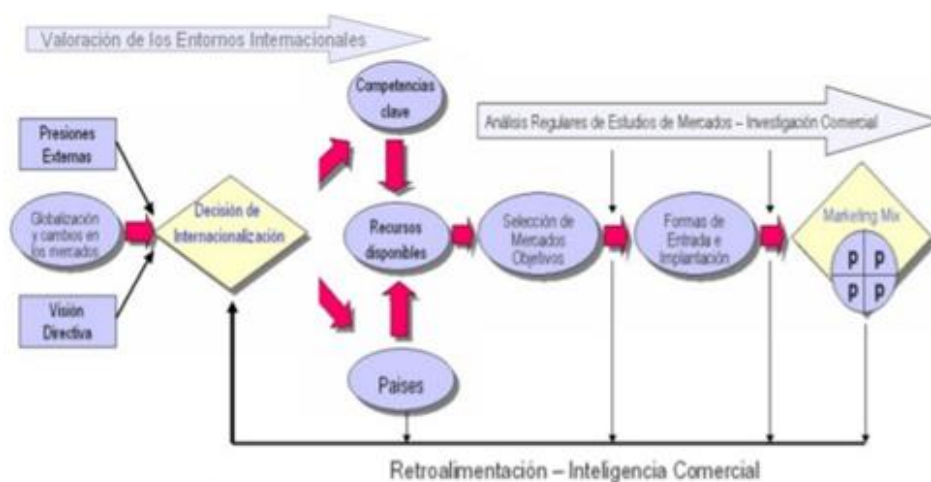 Valoración de los Entornos Internacionales
Competencias
clave
Análisis Regulares de Estudios de Mercados – Investigación Comercial
Presiones
Externas
Globalización
y cambios en
los mercados
Decisión de
Internacionalización
Recursos
disponibles
Selección de
Mercados
Objetivos
Formas de
Entrada e
Implantación
Marketing Mix
P P
P P
Visión
Directiva
Paises
Retroalimentación – Inteligencia Comercial